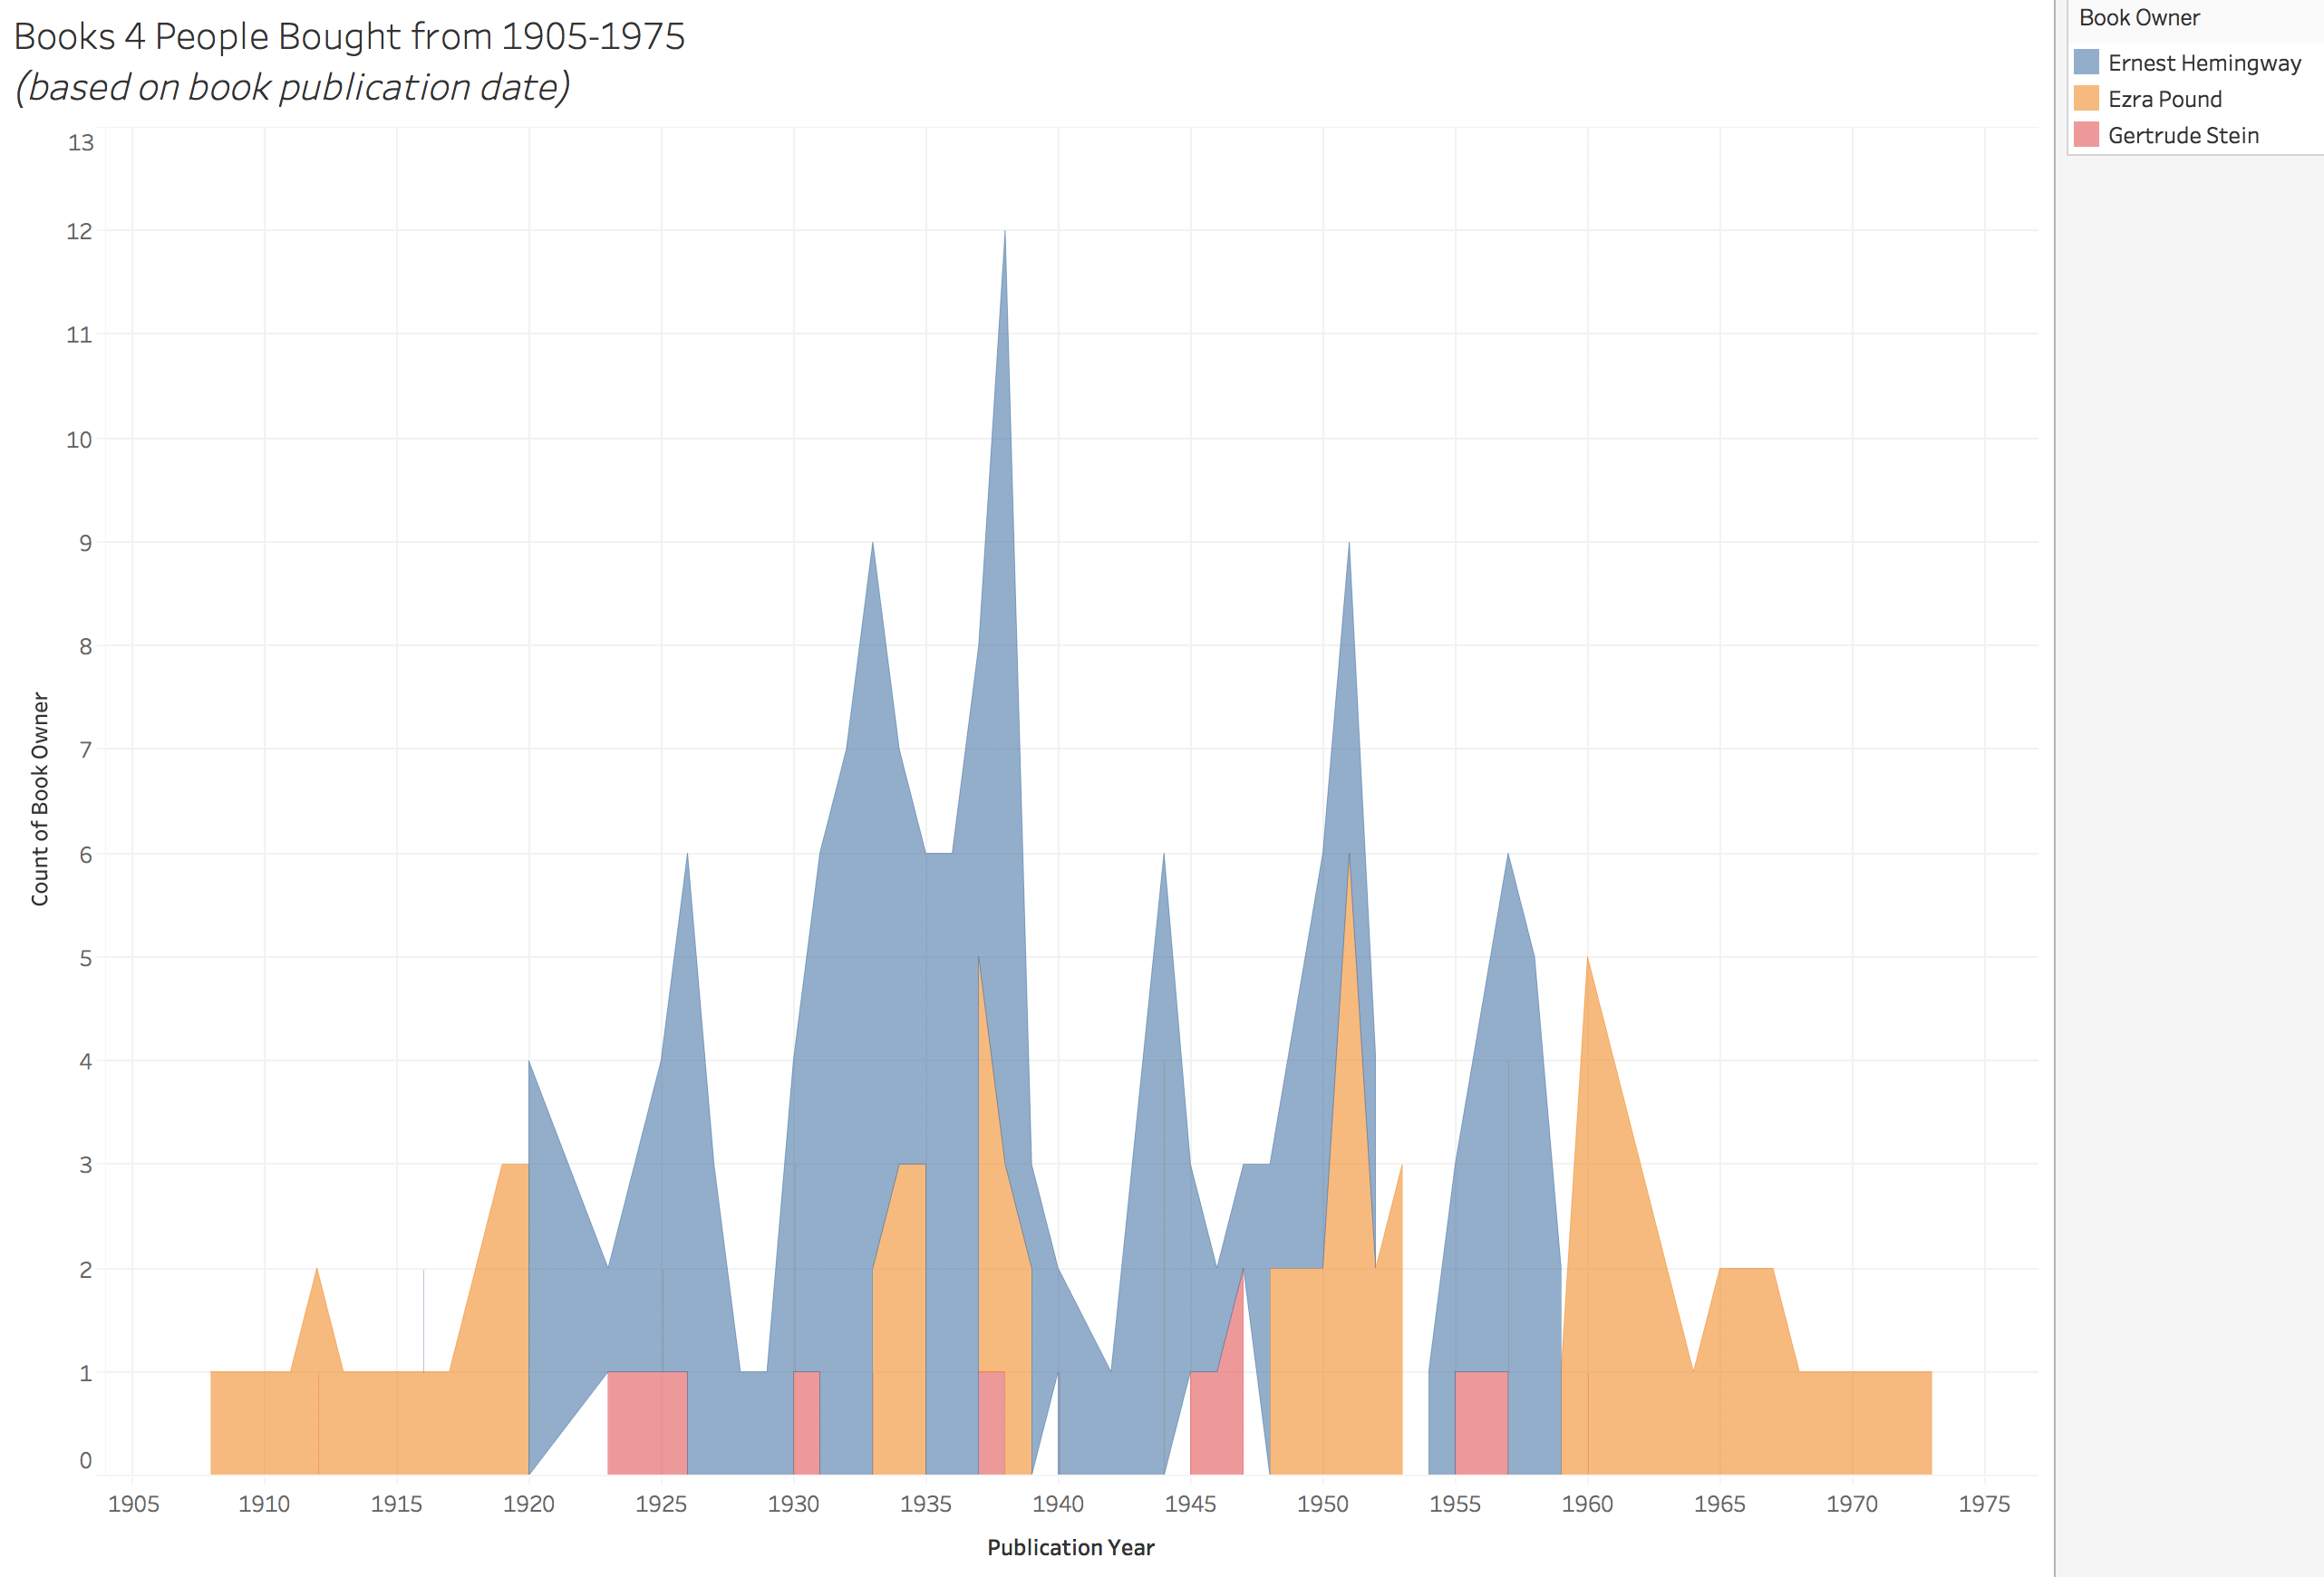 Books 4 People Bought from 1905-1975
(based on book publication date)
Book Owner
Ernest Hemingway
Ezra Pound
Gertrude Stein
13
12
11
10
9
8
7
6
5
4
3
2
1
0
Count of Book Owner
1905 1910 1915 1920 1925 1930 1935 1940 1945 1950 1955 1960 1965 1970 1975
Publication Year